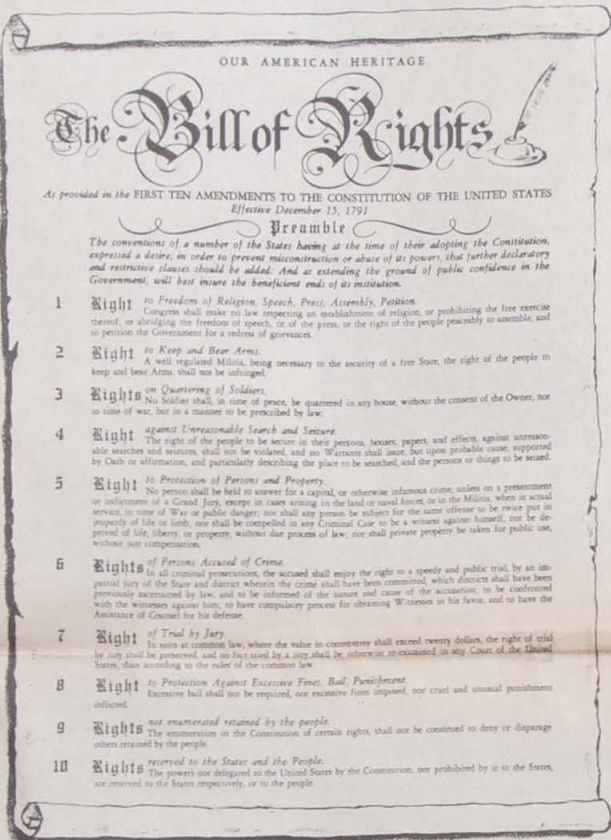 OUR AMERICAN HERITAGE
The Bill of Rights
As provided in the FIRST TEN AMENDMENTS TO THE CONSTITUTION OF THE UNITED STATES
Effective December 15, 1791
Preamble
The conventions of a number of the States having at the time of their adopting the Constitution,
expressed a desire, in order to prevent misconstruction or abuse of its powers, that further declaratory
and restrictive clauses should be added: And as extending the ground of public confidence in the
Government, will best insure the beneficient ends of its institution.
1 Right to Freedom of Religion, Speech, Press, Assembly, Petition.
Congress shall make no law respecting an establishment of religion, or prohibiting the free exercise
thereof, or abridging the freedom of speech, or of the press, or the right of the people peaceably to assemble, and
to petition the Government for a redress of grievances.
2 Right to Keep and Bear Arms.
A well regulated Militia, being necessary to the security of a free State, the right of the people to
keep and bear Arms, shall not be infringed.
3 Rights on Quartering of Soldiers.
No Soldier shall, in time of peace, be quartered in any house, without the consent of the Owner, nor
in time of war, but in a manner to be prescribed by law.
4 Right against Unreasonable Search and Seizure.
The right of the people to be secure in their persons, houses, papers, and effects, against unreason-
able searches and seizures, shall not be violated, and no Warrants shall issue, but upon probable cause, supported
by Oath or affirmation, and particularly describing the place to be searched, and the persons or things to be seized.
5 Right to Protection of Persons and Property.
No person shall be held to answer for a capital, or otherwise infamous crime, unless on a presentment
or indictment of a Grand Jury, except in cases arising in the land or naval forces, or in the Militia, when in actual
service, in time of War or public danger; nor shall any person be subject for the same offense to be twice put in
jeopardy of life or limb; nor shall be compelled in any Criminal Case to be a witness against himself, nor be de-
prived of life, liberty, or property, without due process of law; nor shall private property be taken for public use,
without just compensation.
6 Rights of Persons Accused of Crime.
In all criminal prosecutions, the accused shall enjoy the right to a speedy and public trial, by an im-
partial jury of the State and district wherein the crime shall have been committed, which districts shall have been
previously ascertained by law, and to be informed of the nature and cause of the accusation; to be confronted
with the witnesses against him; to have compulsory process for obtaining Witnesses in his favor, and to have the
Assistance of Counsel for his defense.
7 Right of Trial by Jury.
In suits at common law, where the value in controversy shall exceed twenty dollars, the right of trial
by jury shall be preserved, and no fact tried by a jury shall be otherwise re-examined in any Court of the United
States, than according to the rules of the common law.
8 Right to Protection Against Excessive Fines, Bail, Punishment.
Excessive bail shall not be required, nor excessive fines imposed, nor cruel and unusual punishment
inflicted.
9 Rights not enumerated retained by the people.
The enumeration in the Constitution of certain rights, shall not be construed to deny or disparage
others retained by the people.
10 Rights reserved to the States and the People.
The powers not delegated to the United States by the Constitution, nor prohibited by it to the States,
are reserved to the States respectively, or to the people.